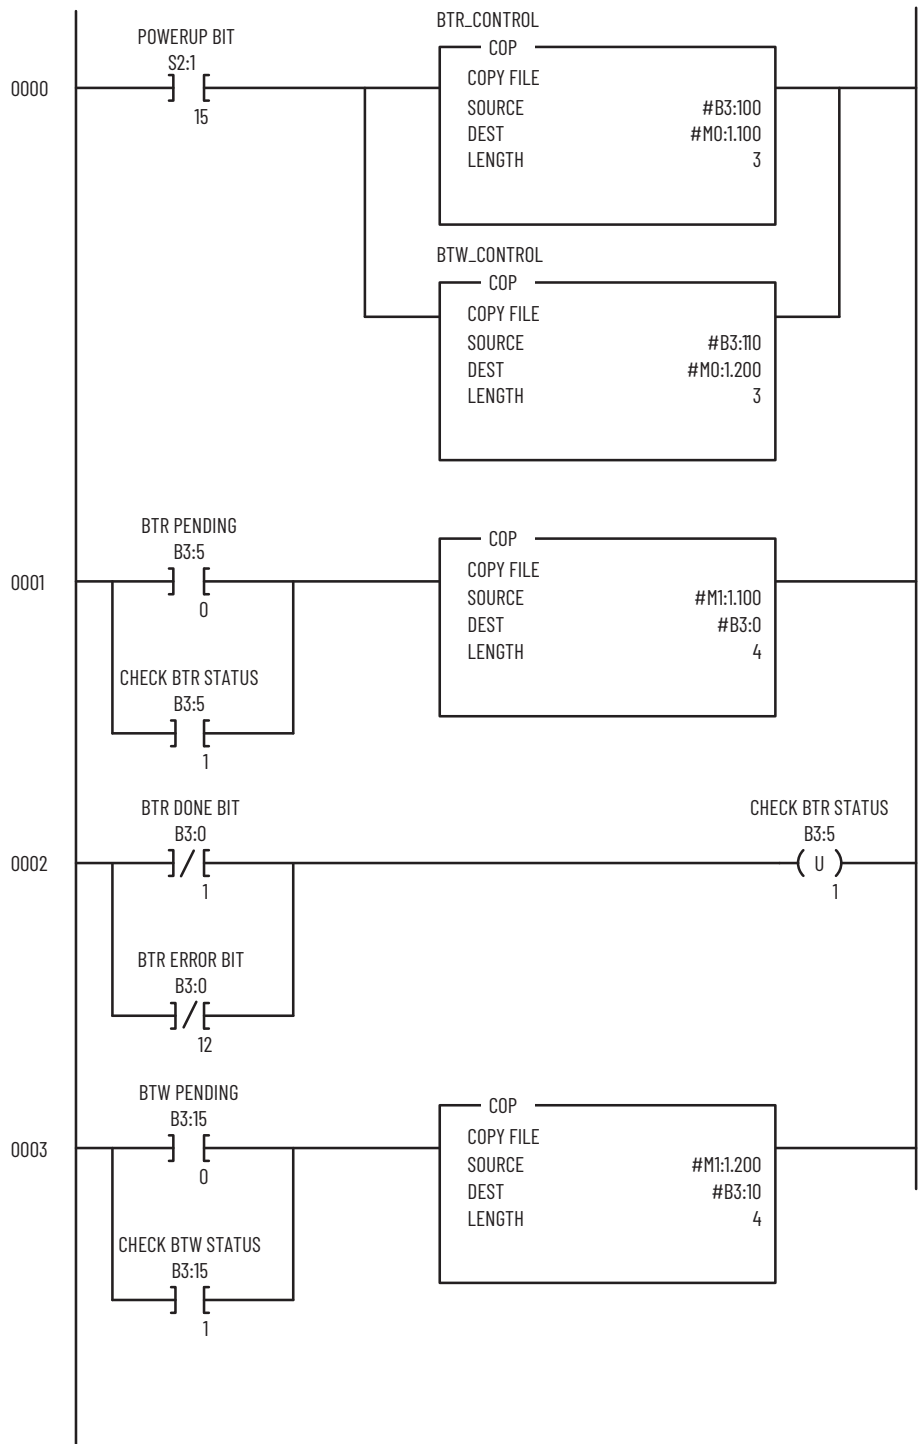 BTR_CONTROL
POWERUP BIT
COP
S2:1
COPY FILE
0000
SOURCE #B3:100
15
DEST #M0:1.100
LENGTH 3
BTW_CONTROL
COP
COPY FILE
SOURCE #B3:110
DEST #M0:1.200
LENGTH 3
BTR PENDING
COP
B3:5
COPY FILE
0001
SOURCE #M1:1.100
0
DEST #B3:0
LENGTH 4
CHECK BTR STATUS
B3:5
1
BTR DONE BIT
CHECK BTR STATUS
B3:0
B3:5
0002
U
1
1
BTR ERROR BIT
B3:0
12
BTW PENDING
COP
B3:15
COPY FILE
0003
SOURCE #M1:1.200
0
DEST #B3:10
LENGTH 4
CHECK BTW STATUS
B3:15
1